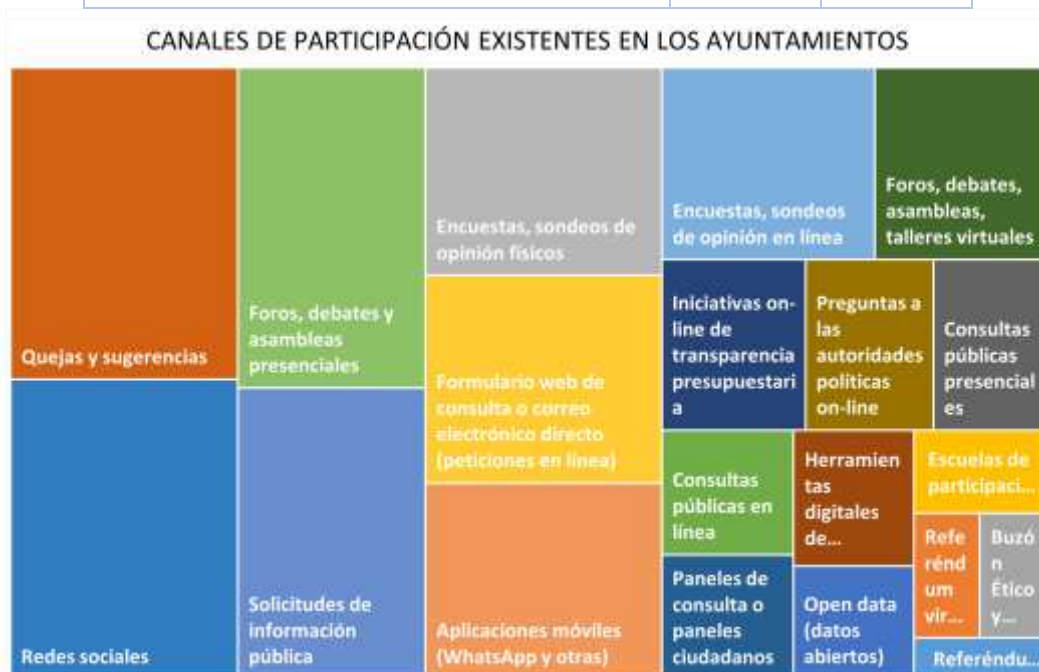 CANALES DE PARTICIPACIÓN EXISTENTES EN LOS AYUNTAMIENTOS
Quejas y sugerencias
Redes sociales
Foros, debates y
asambleas
presenciales
Solicitudes de
información
pública
Encuestas, sondeos de
opinión físicos
Formulario web de
consulta o correo
electrónico directo
(peticiones en línea)
Aplicaciones móviles
(WhatsApp y otras)
Encuestas, sondeos
de opinión en línea
Foros, debates,
asambleas,
talleres virtuales
Iniciativas on-
line de
transparencia
presupuestari
a
Preguntas a
las
autoridades
políticas
on-line
Consultas
públicas
presencial
es
Consultas
públicas en
línea
Paneles de
consulta o
paneles
ciudadanos
Herramien
tas
digitales
de...
Open data
(datos
abiertos)
Escuelas de
participaci...
Refe
rénd
um
vir...
Buzó
n
Ético
y...
Referéndu...